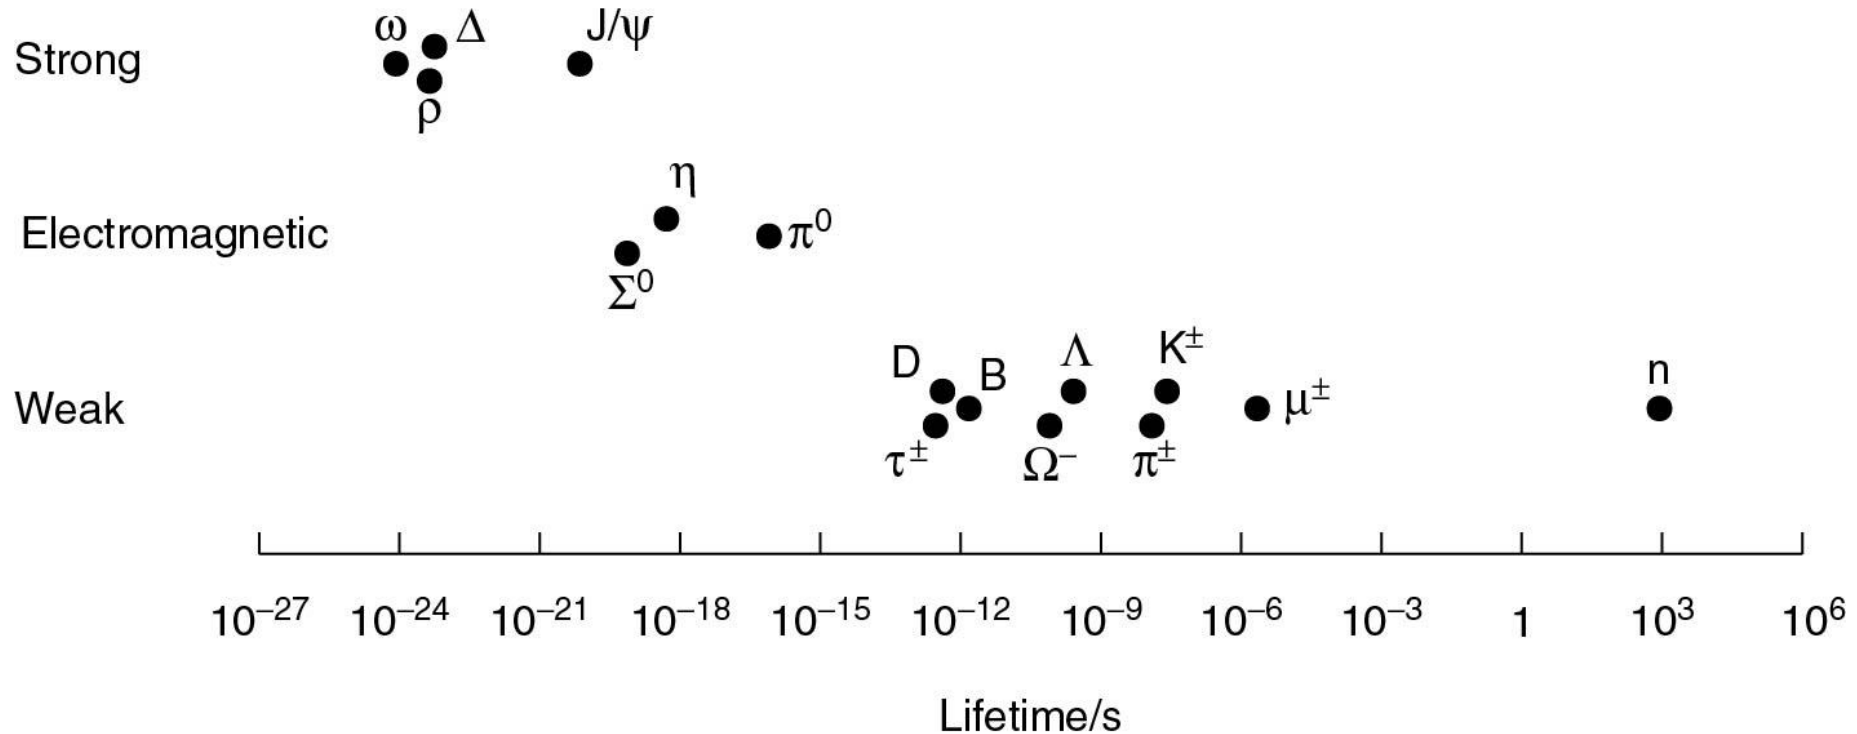 ω Δ J/ψ
Strong
ρ
η
Electromagnetic π⁰
Σ⁰
D B Λ K± n
Weak μ±
τ± Ω⁻ π±
10⁻²⁷ 10⁻²⁴ 10⁻²¹ 10⁻¹⁸ 10⁻¹⁵ 10⁻¹² 10⁻⁹ 10⁻⁶ 10⁻³ 1 10³ 10⁶
Lifetime/s